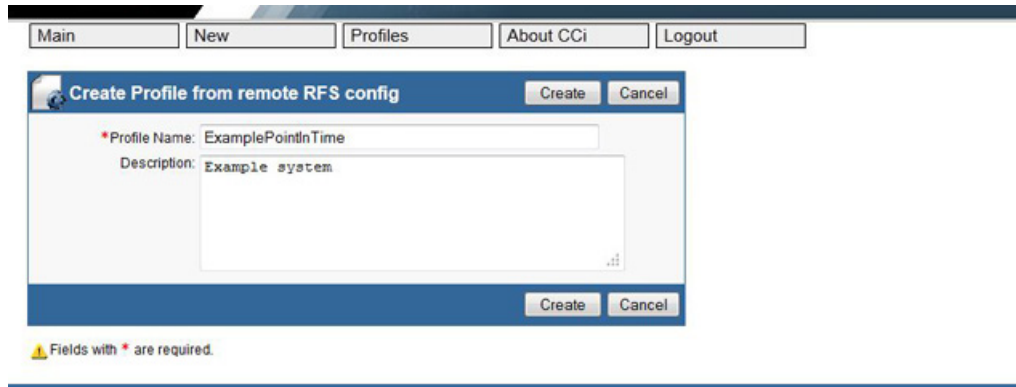 Main New Profiles About CCi Logout
Create Profile from remote RFS config Create Cancel
*Profile Name: ExamplePointInTime
Description: Example system
Create Cancel
Fields with * are required.